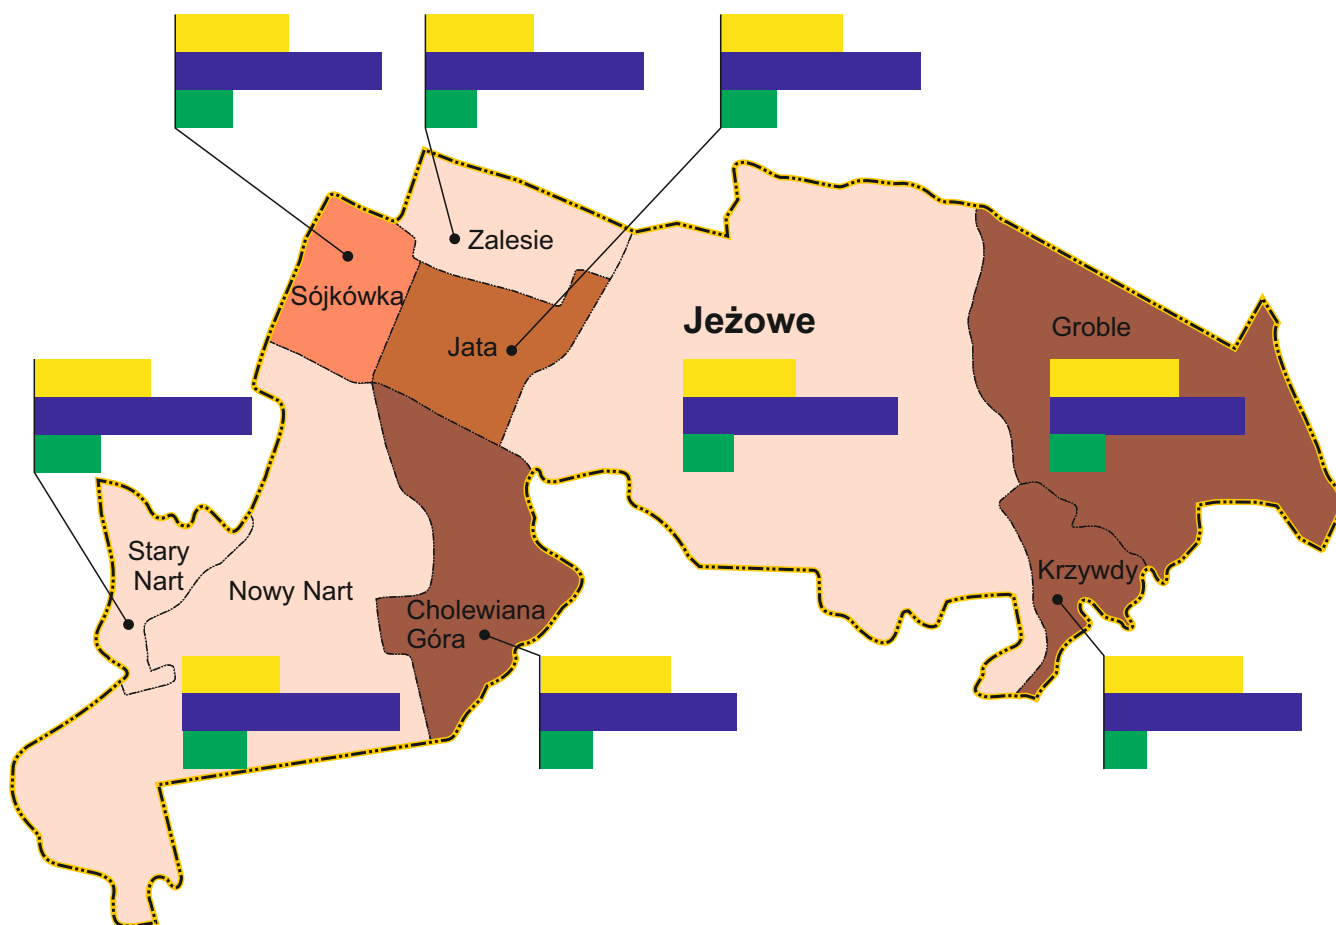 Zalesie
Sójkówka
Jeżowe
Groble
Jata
Stary
Nart
Nowy Nart
Krzywdy
Cholewiana
Góra